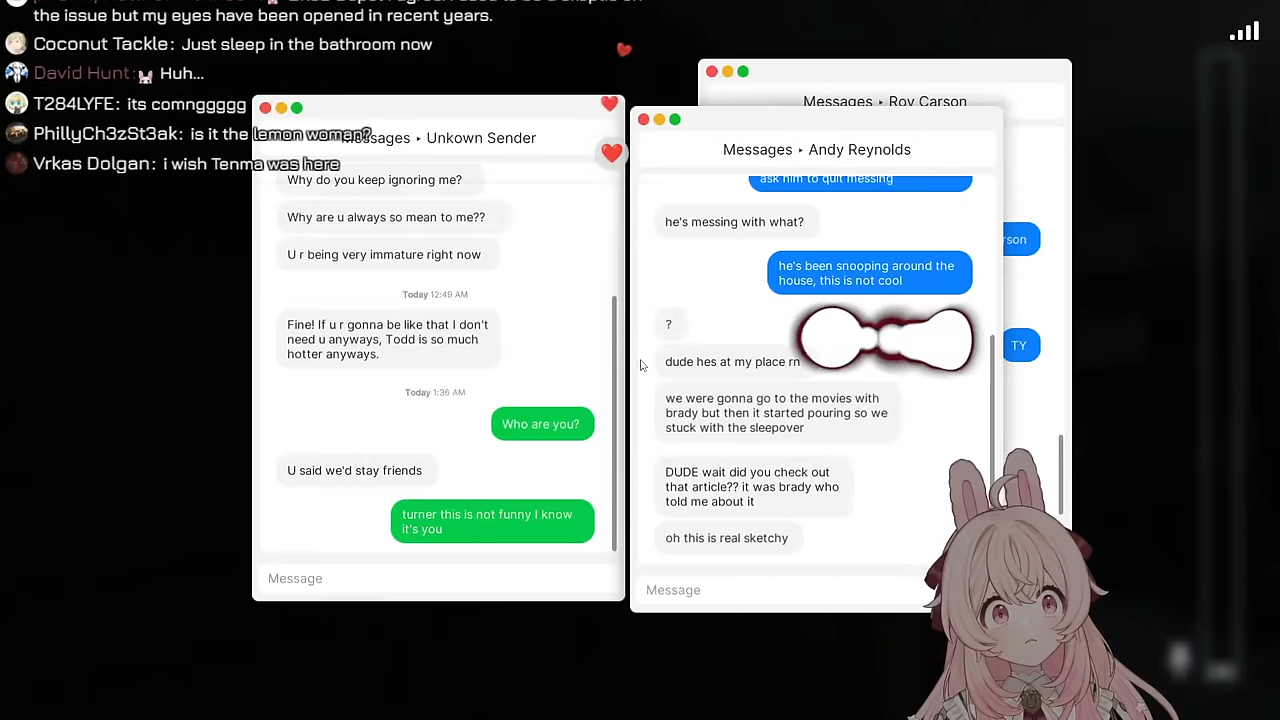 the issue but my eyes have been opened in recent years.
Coconut Tackle: Just sleep in the bathroom now
David Hunt: Huh...
T284LYFE: its comnggggg
PhillyCh3zSt3ak: is it the lemon woman?
Vrkas Dolgan: i wish Tenma was here
Messages ▸ Unkown Sender
Why do you keep ignoring me?
Why are u always so mean to me??
U r being very immature right now
Today 12:49 AM
Fine! If u r gonna be like that I don't
need u anyways, Todd is so much
hotter anyways.
Today 1:36 AM
Who are you?
U said we'd stay friends
turner this is not funny I know
it's you
Message
Messages ▸ Andy Reynolds
ask him to quit messing
he's messing with what?
he's been snooping around the
house, this is not cool
?
dude hes at my place rn
we were gonna go to the movies with
brady but then it started pouring so we
stuck with the sleepover
DUDE wait did you check out
that article?? it was brady who
told me about it
oh this is real sketchy
Message
Messages ▸ Roy Carson
TY